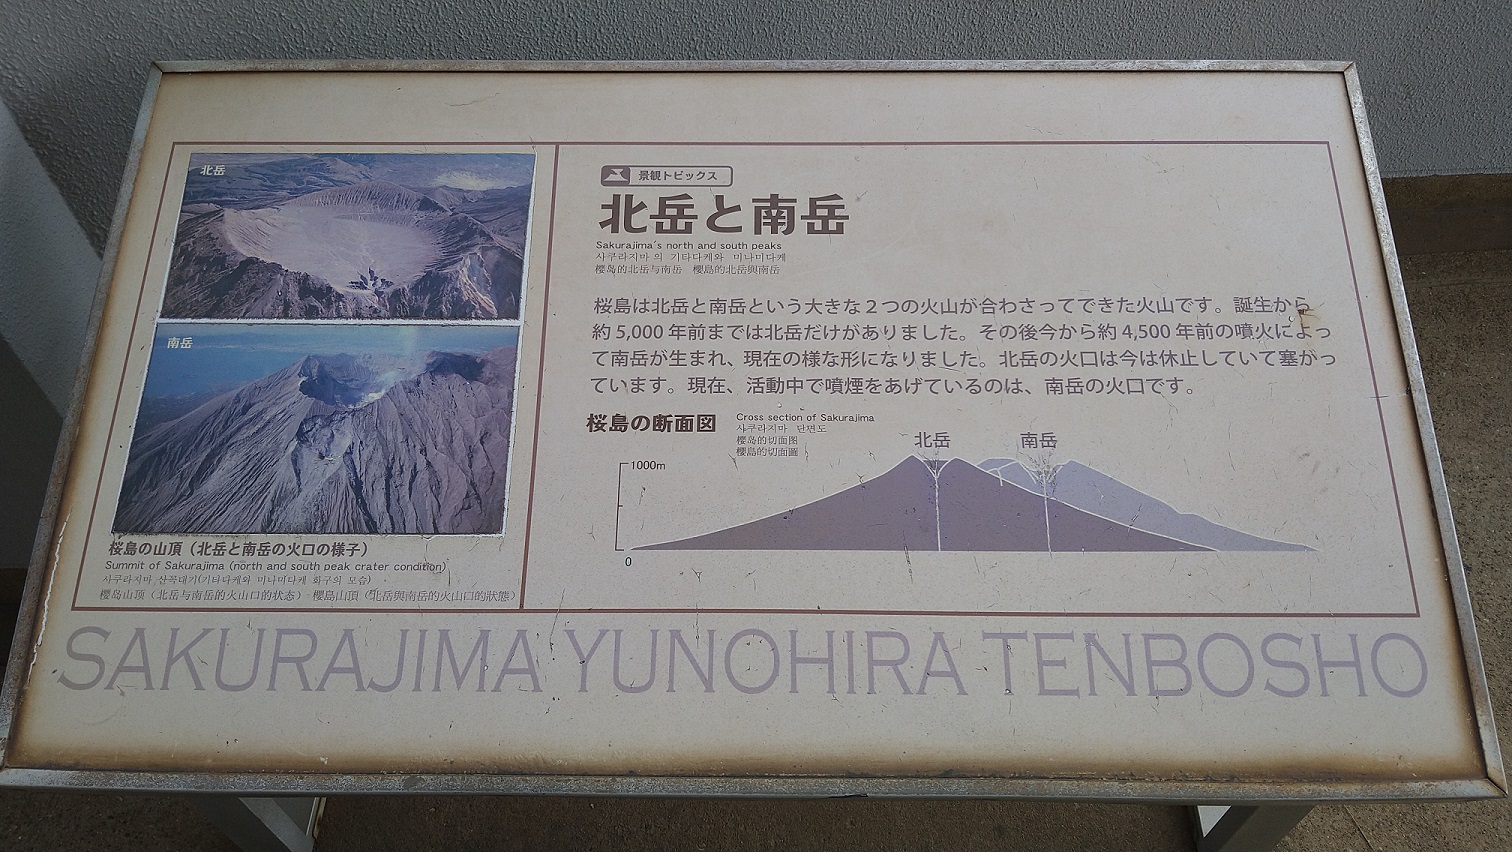 北岳
南岳
桜島の山頂（北岳と南岳の火口の様子）
Summit of Sakurajima (north and south peak crater condition)
사쿠라지마 산꼭대기(기타다케와 미나미다케 화구의 모습)
樱岛山顶（北岳与南岳的火山口的状态） 櫻島山頂（北岳與南岳的火山口的狀態）
景観トピックス
北岳と南岳
Sakurajima's north and south peaks
사쿠라지마의 기타다케와 미나미다케
樱岛的北岳与南岳 櫻島的北岳與南岳
桜島は北岳と南岳という大きな２つの火山が合わさってできた火山です。誕生から
約 5,000 年前までは北岳だけがありました。その後今から約 4,500 年前の噴火によっ
て南岳が生まれ、現在の様な形になりました。北岳の火口は今は休止していて塞がっ
ています。現在、活動中で噴煙をあげているのは、南岳の火口です。
桜島の断面図
Cross section of Sakurajima
사쿠라지마 단면도
樱岛的切面图
櫻島的切面圖
北岳
南岳
1000m
0
SAKURAJIMA YUNOHIRA TENBOSHO